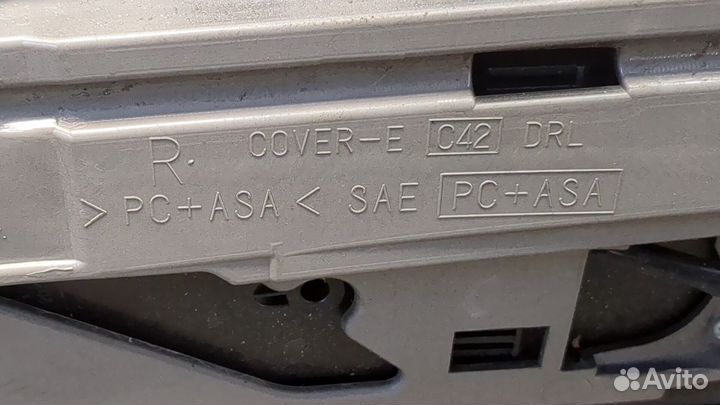 R. COVER-E C42 DRL
>PC+ASA< SAE PC+ASA
Avito